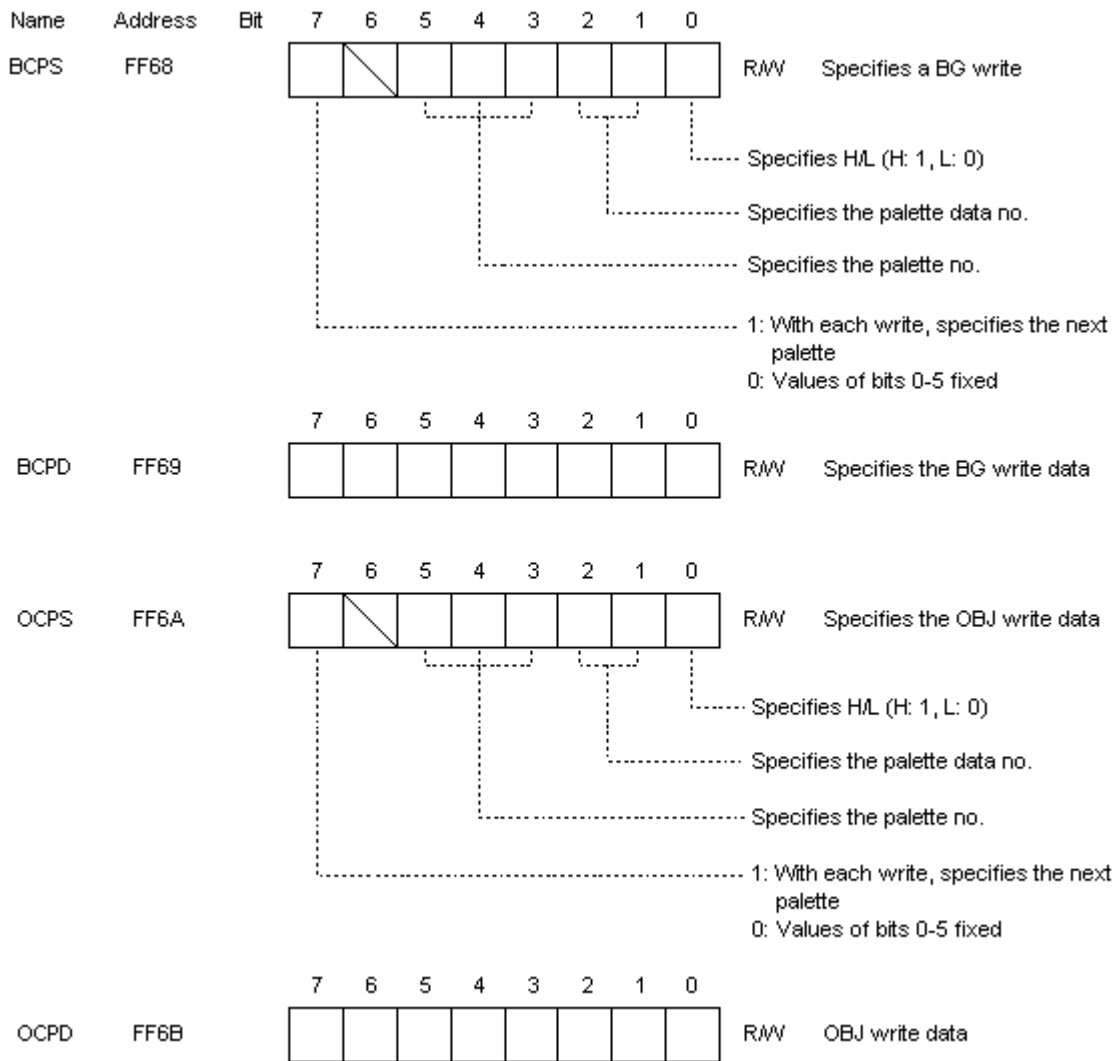 Name Address Bit 7 6 5 4 3 2 1 0
BCPS FF68 R/W Specifies a BG write
Specifies H/L (H: 1, L: 0)
Specifies the palette data no.
Specifies the palette no.
1: With each write, specifies the next
palette
0: Values of bits 0-5 fixed
7 6 5 4 3 2 1 0
BCPD FF69 R/W Specifies the BG write data
7 6 5 4 3 2 1 0
OCPS FF6A R/W Specifies the OBJ write data
Specifies H/L (H: 1, L: 0)
Specifies the palette data no.
Specifies the palette no.
1: With each write, specifies the next
palette
0: Values of bits 0-5 fixed
7 6 5 4 3 2 1 0
OCPD FF6B R/W OBJ write data